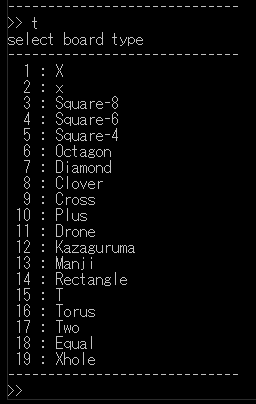 -----------------------------
>> t
select board type
-----------------------------
1 : X
2 : x
3 : Square-8
4 : Square-6
5 : Square-4
6 : Octagon
7 : Diamond
8 : Clover
9 : Cross
10 : Plus
11 : Drone
12 : Kazaguruma
13 : Manji
14 : Rectangle
15 : T
16 : Torus
17 : Two
18 : Equal
19 : Xhole
-----------------------------
>>